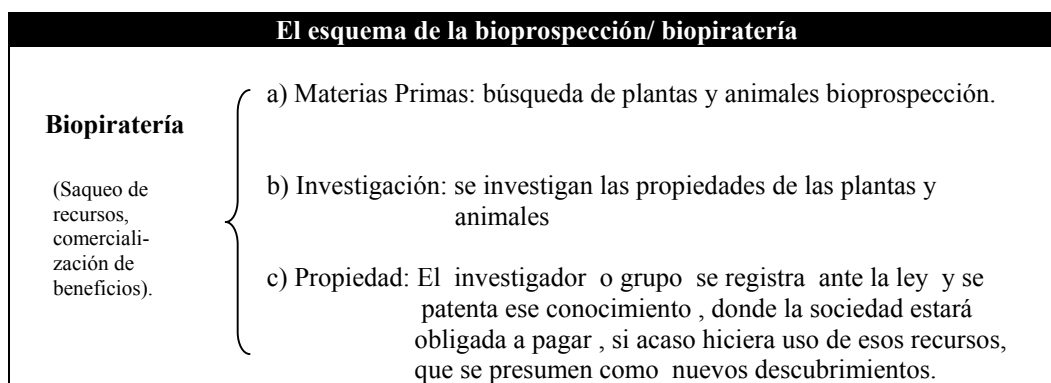 El esquema de la bioprospección/ biopiratería
Biopiratería
(Saqueo de
recursos,
comerciali-
zación de
beneficios).
a) Materias Primas: búsqueda de plantas y animales bioprospección.
b) Investigación: se investigan las propiedades de las plantas y
animales
c) Propiedad: El investigador o grupo se registra ante la ley y se
patenta ese conocimiento , donde la sociedad estará
obligada a pagar , si acaso hiciera uso de esos recursos,
que se presumen como nuevos descubrimientos.